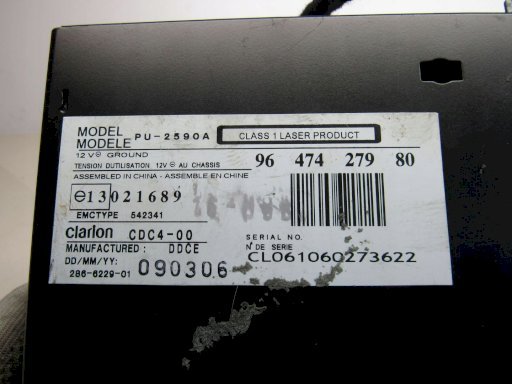 MODEL
MODELE PU-2590A
CLASS 1 LASER PRODUCT
12V⊖ GROUND
TENSION DUTILISATION 12V ⊖ AU CHASSIS
96 474 279 80
ASSEMBLED IN CHINA - ASSEMBLE EN CHINE
⊖13 021689
EMCTYPE 542341
clarion CDC4-00
MANUFACTURED: DDCE
DD/MM/YY: 090306
286-6229-01
SERIAL NO.
N° DE SERIE
CL061060273622